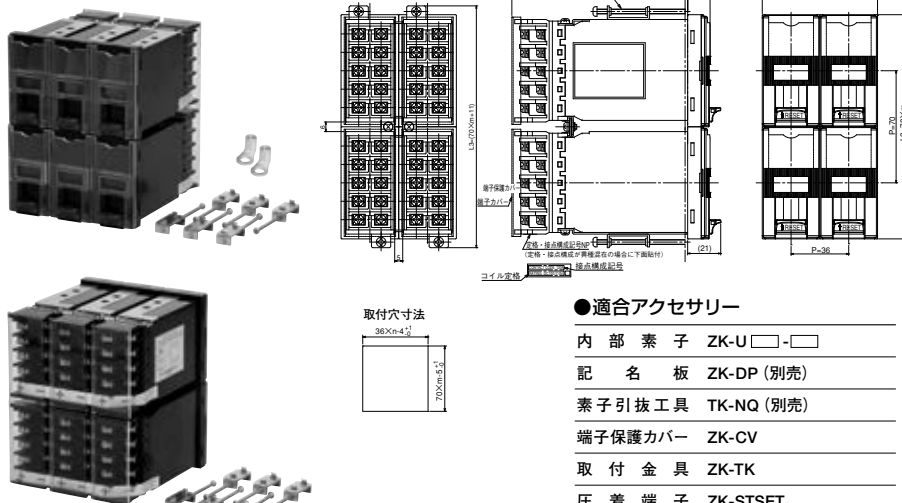 L3=(70×m+11)
6
5
端子保護カバー
端子カバー
定格・接点構成記号NP
(定格・接点構成が異種混在の場合に下面貼付)
コイル定格
接点構成記号
(21)
RESET
RESET
RESET
RESET
P=70
P=36
取付穴寸法
36×n-4 +1 0
70×m-5 +1 0
●適合アクセサリー
内部素子 ZK-U□-□
記名板 ZK-DP (別売)
素子引抜工具 TK-NQ (別売)
端子保護カバー ZK-CV
取付金具 ZK-TK
圧着端子 ZK-STSET